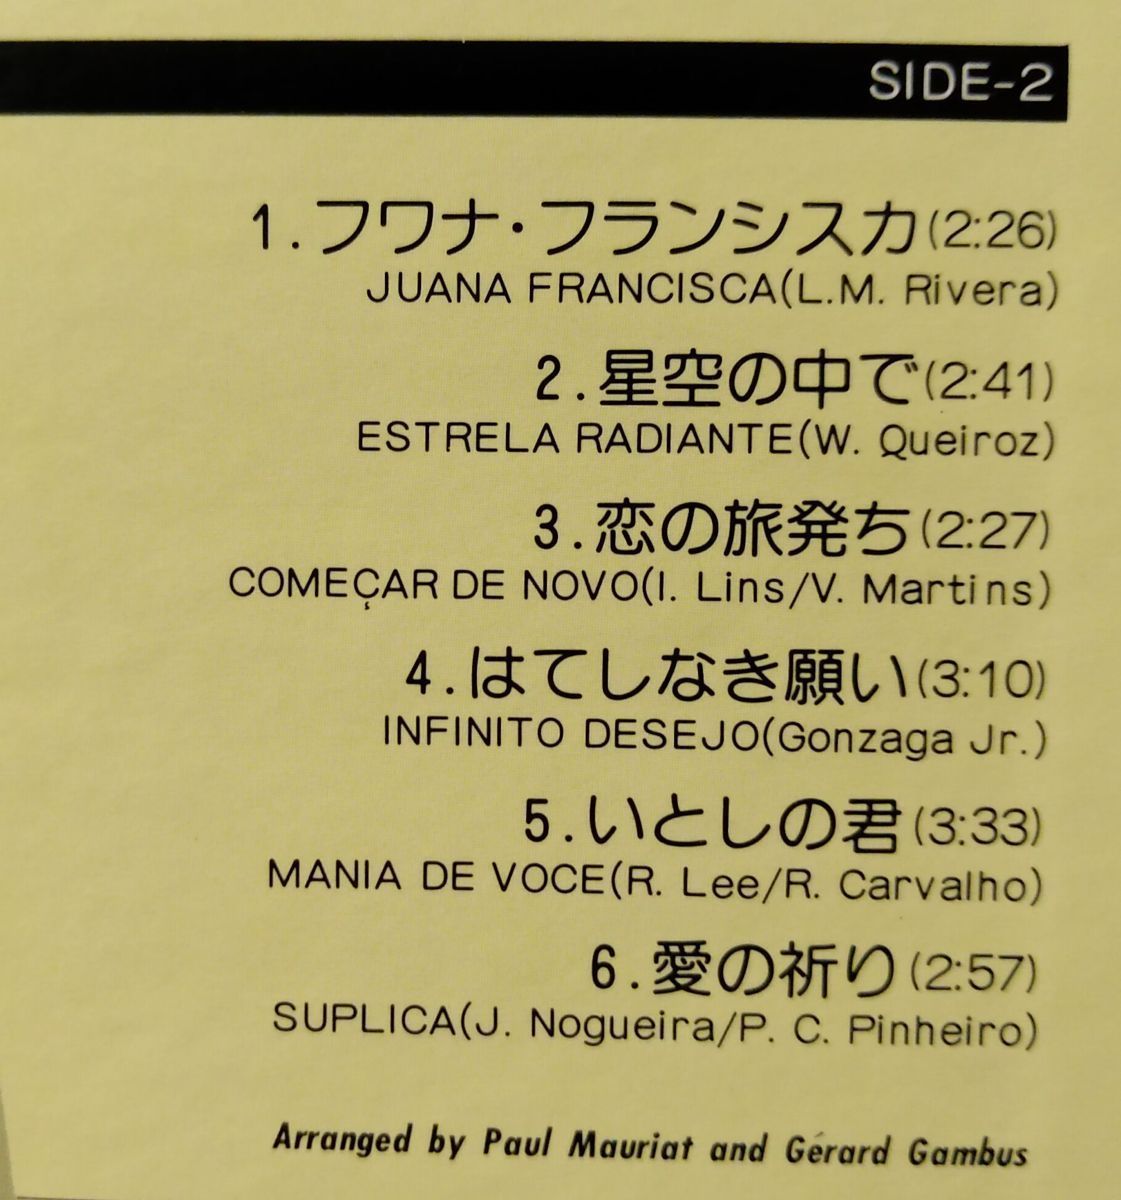 SIDE-2
1.フワナ・フランシスカ(2:26)
JUANA FRANCISCA(L.M. Rivera)
2.星空の中で(2:41)
ESTRELA RADIANTE(W. Queiroz)
3.恋の旅発ち(2:27)
COMEÇAR DE NOVO(I. Lins/V. Martins)
4.はてしなき願い(3:10)
INFINITO DESEJO(Gonzaga Jr.)
5.いとしの君(3:33)
MANIA DE VOCE(R. Lee/R. Carvalho)
6.愛の祈り(2:57)
SUPLICA(J. Nogueira/P. C. Pinheiro)
Arranged by Paul Mauriat and Gérard Gambus